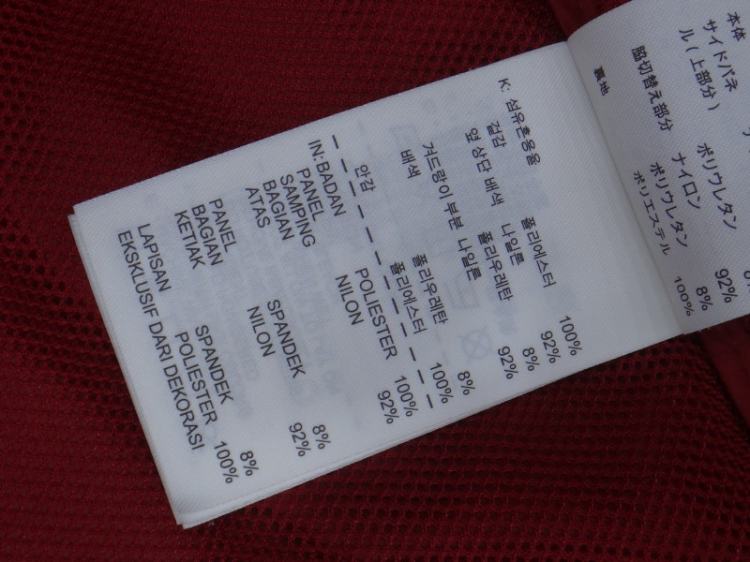 本体
サイドパネ
ル(上部分) ポリウレタン 8%
脇切替え部分 ナイロン 92%
ポリウレタン 8%
裏地 ポリエステル 100%
K: 섬유혼용율
겉감 폴리에스터 100%
옆 상단 배색 나일론 92%
폴리우레탄 8%
겨드랑이 부분 나일론 92%
배색 폴리우레탄 8%
안감 폴리에스터 100%
IN:BADAN POLIESTER 100%
PANEL NILON 92%
SAMPING SPANDEK 8%
BAGIAN
ATAS
PANEL NILON 92%
BAGIAN SPANDEK 8%
KETIAK
LAPISAN POLIESTER 100%
EKSKLUSIF DARI DEKORASI